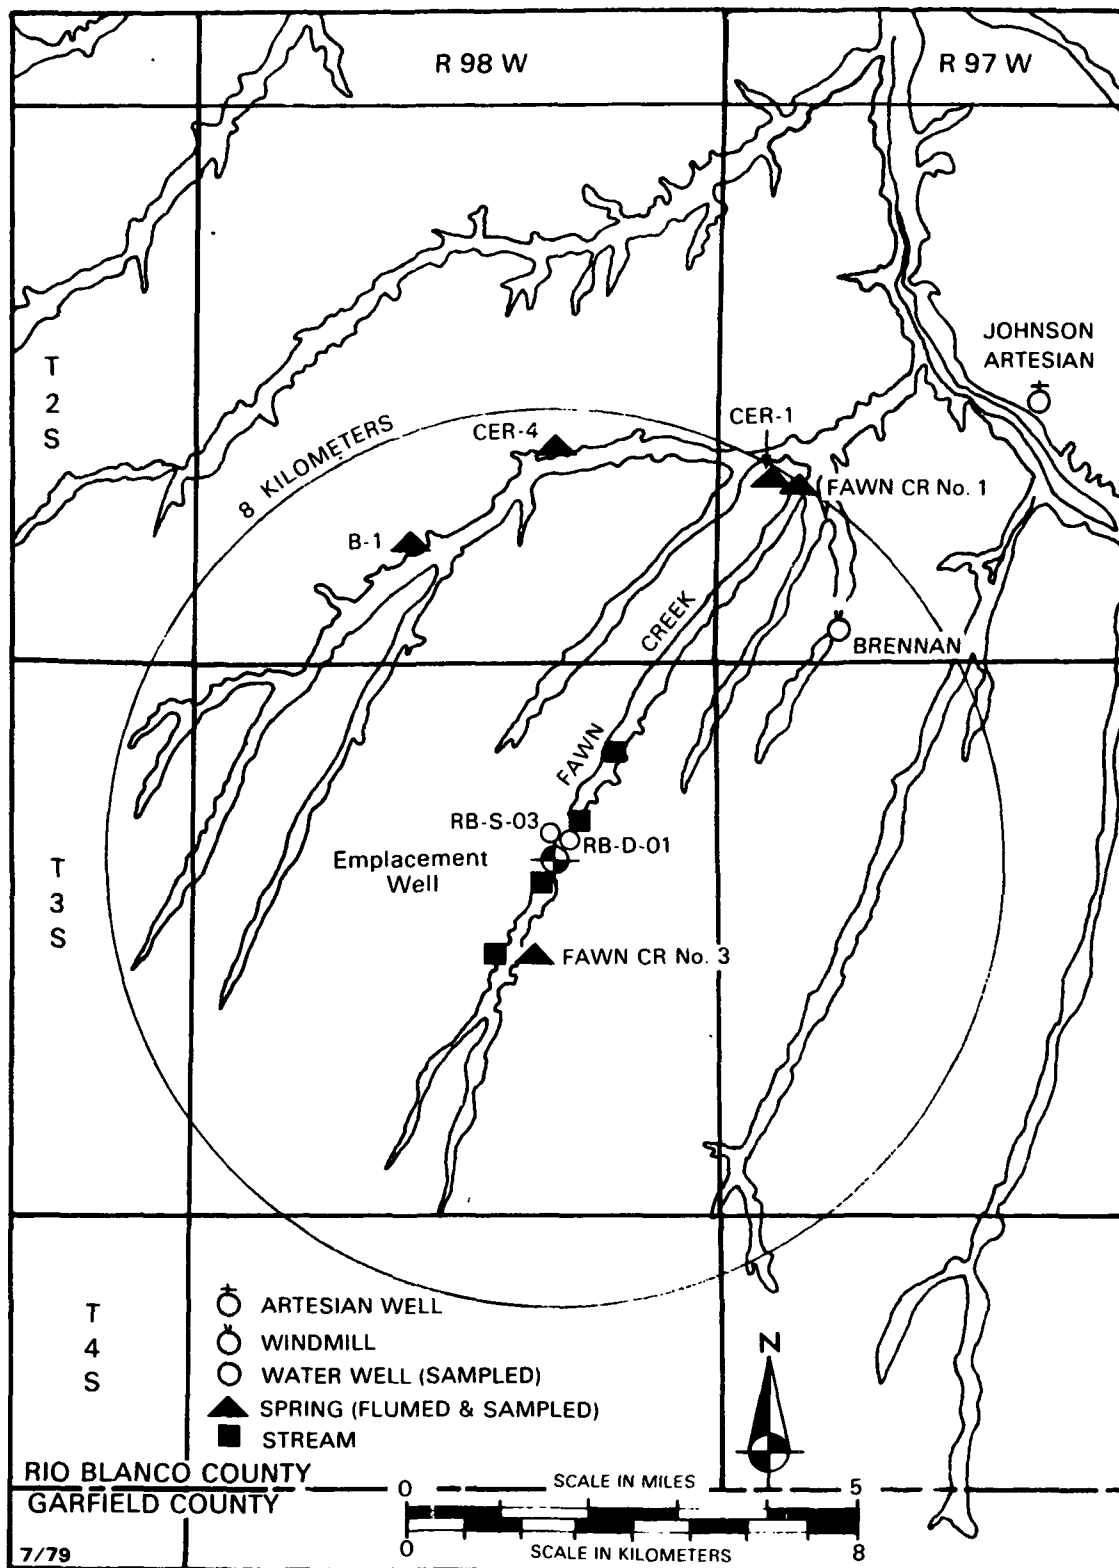 R 98 W
R 97 W
T
2
S
JOHNSON
ARTESIAN
8 KILOMETERS
CER-4
CER-1
FAWN CR No. 1
B-1
CREEK
BRENNAN
FAWN
RB-S-03
RB-D-01
Emplacement
Well
T
3
S
FAWN CR No. 3
T
4
S
ARTESIAN WELL
WINDMILL
WATER WELL (SAMPLED)
SPRING (FLUMED & SAMPLED)
STREAM
N
RIO BLANCO COUNTY
GARFIELD COUNTY
0 SCALE IN MILES 5
0 SCALE IN KILOMETERS 8
7/79